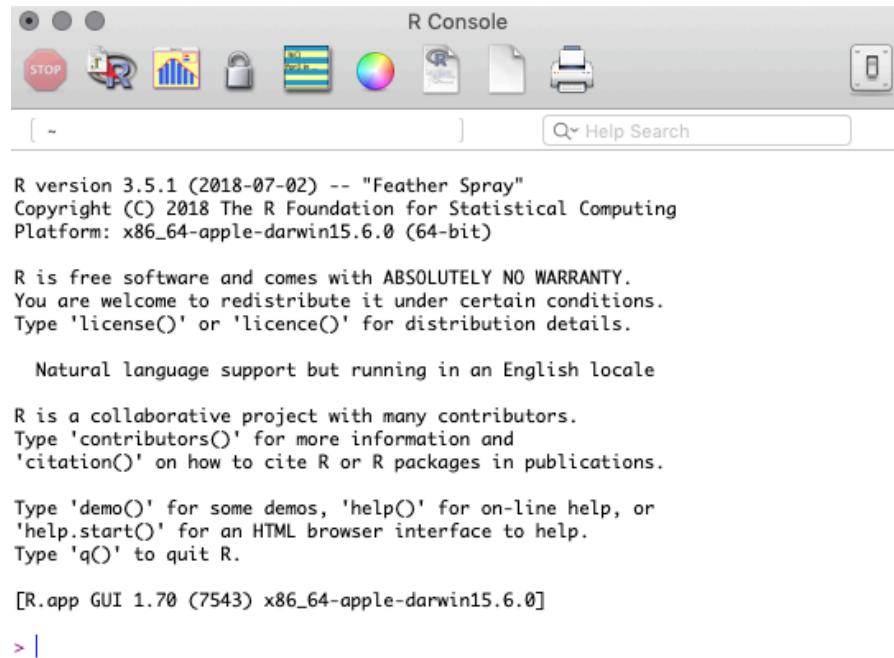 R Console
STOP
~
Help Search
R version 3.5.1 (2018-07-02) -- "Feather Spray"
Copyright (C) 2018 The R Foundation for Statistical Computing
Platform: x86_64-apple-darwin15.6.0 (64-bit)
R is free software and comes with ABSOLUTELY NO WARRANTY.
You are welcome to redistribute it under certain conditions.
Type 'license()' or 'licence()' for distribution details.
Natural language support but running in an English locale
R is a collaborative project with many contributors.
Type 'contributors()' for more information and
'citation()' on how to cite R or R packages in publications.
Type 'demo()' for some demos, 'help()' for on-line help, or
'help.start()' for an HTML browser interface to help.
Type 'q()' to quit R.
[R.app GUI 1.70 (7543) x86_64-apple-darwin15.6.0]
>